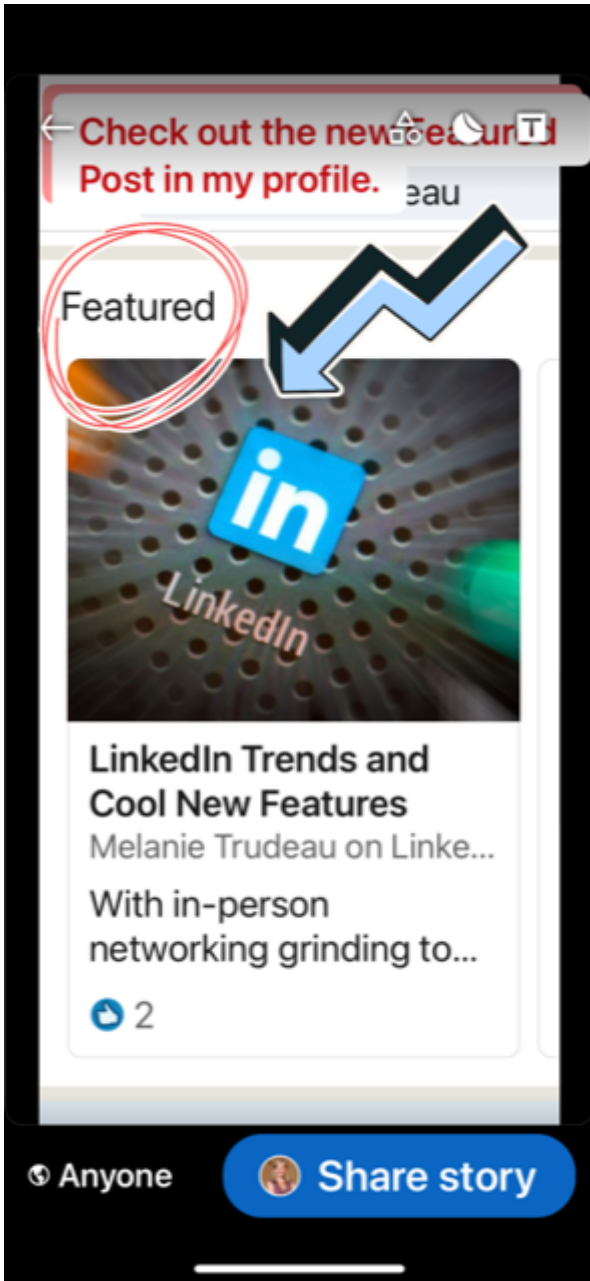 Check out the new Featured
Post in my profile.
eau
Featured
in
LinkedIn
LinkedIn Trends and
Cool New Features
Melanie Trudeau on Linke...
With in-person
networking grinding to...
2
Anyone
Share story